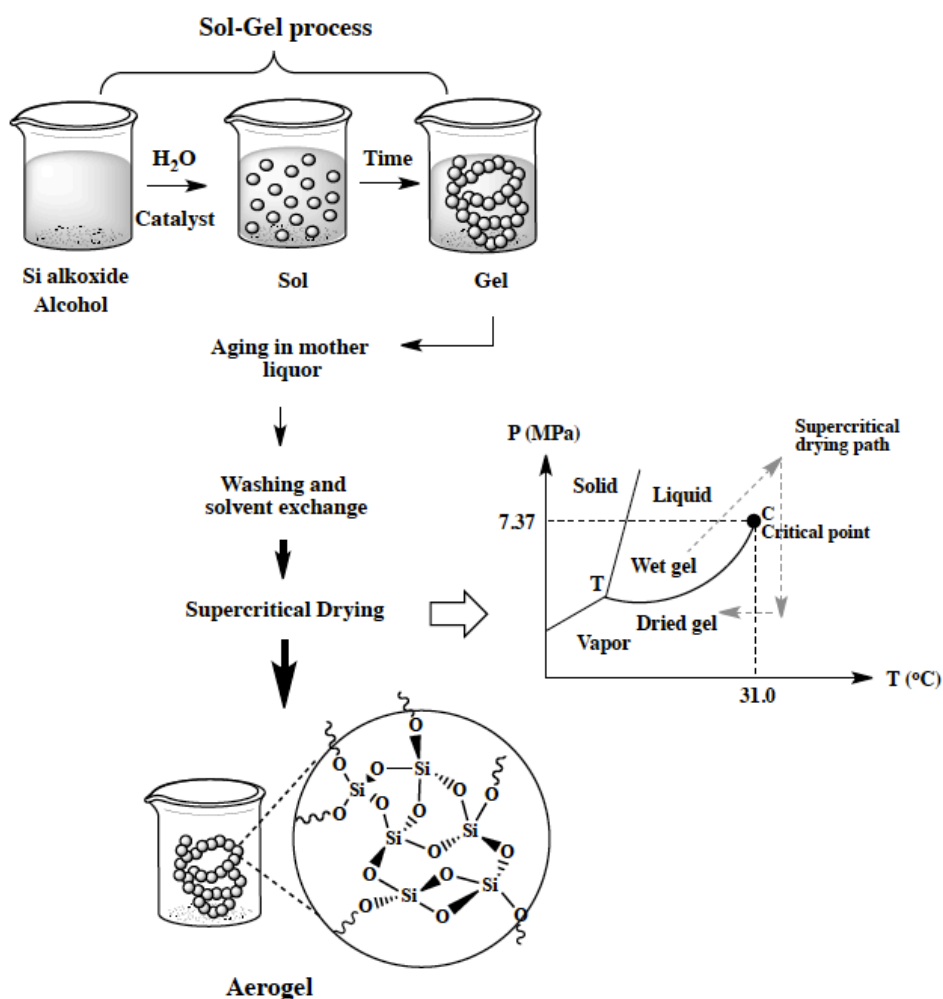 Sol-Gel process
H₂O
Catalyst
Time
Si alkoxide
Alcohol
Sol
Gel
Aging in mother
liquor
Washing and
solvent exchange
Supercritical Drying
P (MPa)
Supercritical
drying path
Solid
Liquid
7.37
C
Critical point
Wet gel
T
Dried gel
Vapor
T (°C)
31.0
O
O
O
Si
Si
O
O
O
O
Si
Si
O
O
O
O
Si
Si
O
O
O
O
Aerogel